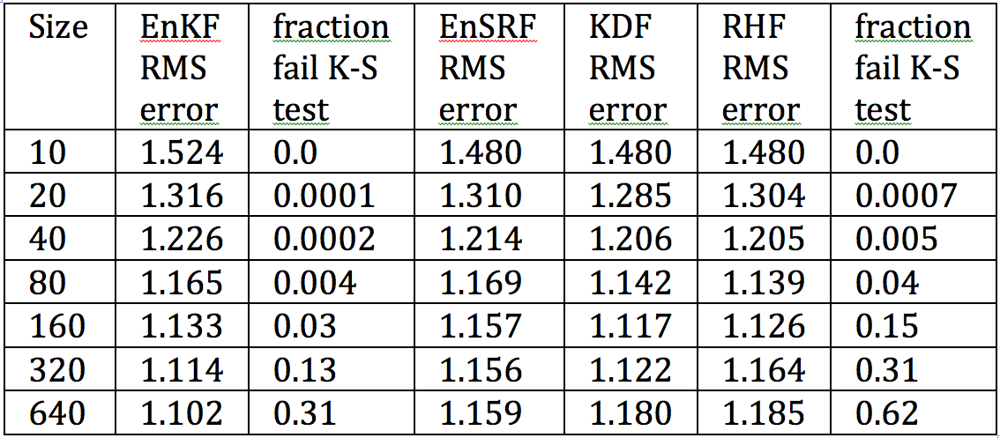 Size EnKF RMS error fraction fail K-S test EnSRF RMS error KDF RMS error RHF RMS error fraction fail K-S test
10 1.524 0.0 1.480 1.480 1.480 0.0
20 1.316 0.0001 1.310 1.285 1.304 0.0007
40 1.226 0.0002 1.214 1.206 1.205 0.005
80 1.165 0.004 1.169 1.142 1.139 0.04
160 1.133 0.03 1.157 1.117 1.126 0.15
320 1.114 0.13 1.156 1.122 1.164 0.31
640 1.102 0.31 1.159 1.180 1.185 0.62